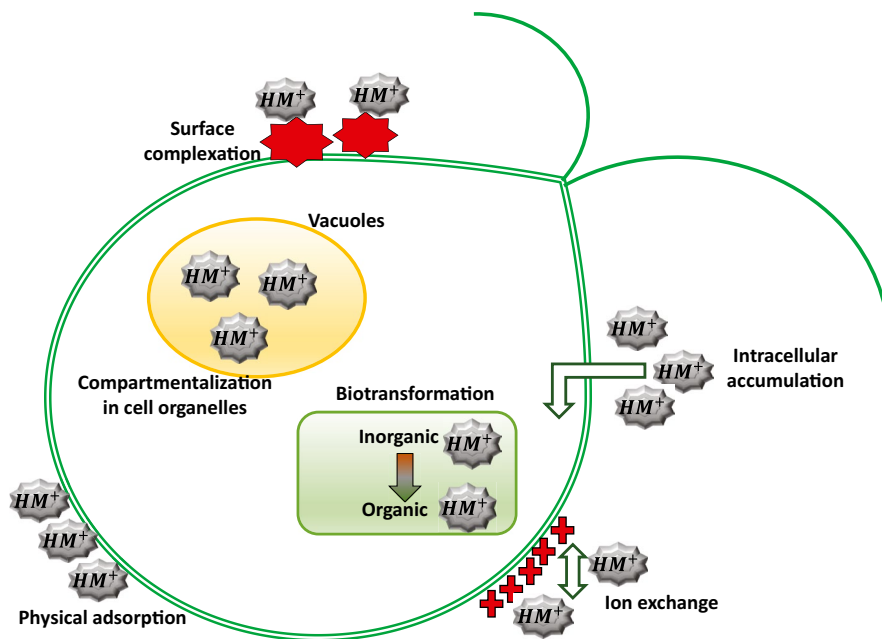 HM⁺
HM⁺
Surface
complexation
Vacuoles
HM⁺
HM⁺
HM⁺
Compartmentalization
in cell organelles
HM⁺
HM⁺
HM⁺
Intracellular
accumulation
Biotransformation
Inorganic
HM⁺
Organic
HM⁺
HM⁺
HM⁺
HM⁺
Physical adsorption
HM⁺
HM⁺
Ion exchange